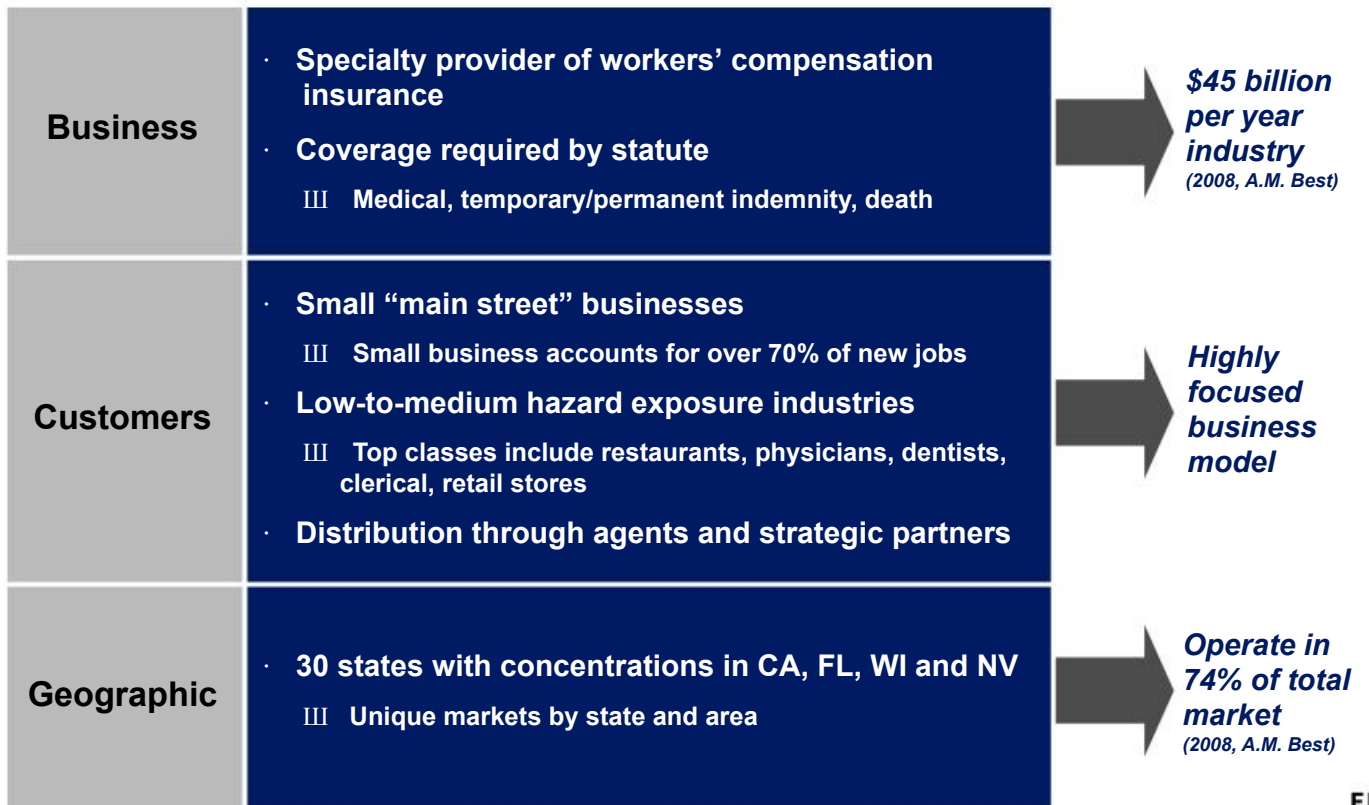 Business
· Specialty provider of workers’ compensation
insurance
· Coverage required by statute
Ш Medical, temporary/permanent indemnity, death
$45 billion
per year
industry
(2008, A.M. Best)
Customers
· Small “main street” businesses
Ш Small business accounts for over 70% of new jobs
· Low-to-medium hazard exposure industries
Ш Top classes include restaurants, physicians, dentists,
clerical, retail stores
· Distribution through agents and strategic partners
Highly
focused
business
model
Geographic
· 30 states with concentrations in CA, FL, WI and NV
Ш Unique markets by state and area
Operate in
74% of total
market
(2008, A.M. Best)